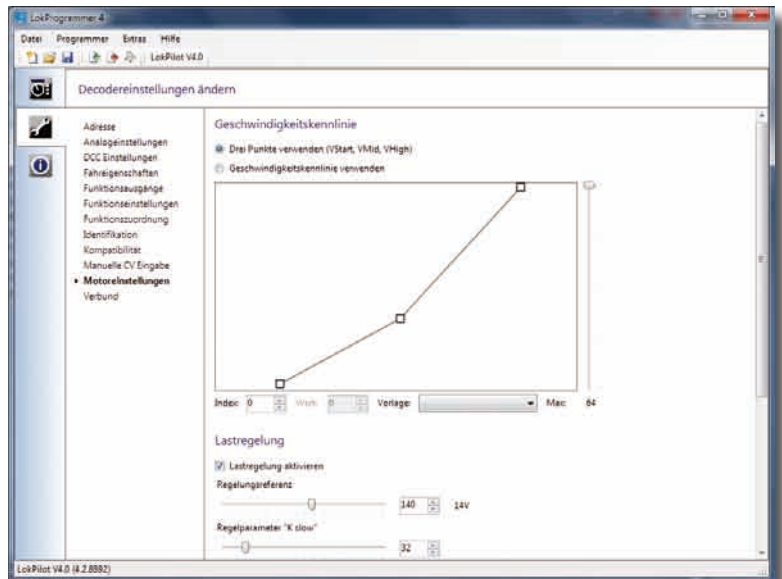 LokProgrammer 4
Datei Programmer Extras Hilfe
LokPilot V4.0
Decodereinstellungen ändern
Adresse
Analogeinstellungen
DCC Einstellungen
Fahreigenschaften
Funktionsausgänge
Funktionseinstellungen
Funktionszuordnung
Identifikation
Kompatibilität
Manuelle CV Eingabe
Motoreinstellungen
Verbund
Geschwindigkeitskennlinie
Drei Punkte verwenden (VStart, VMid, VHigh)
Geschwindigkeitskennlinie verwenden
Index: 0 Wert: 0 Vorlage: Max: 64
Lastregelung
Lastregelung aktivieren
Regelungsreferenz
140 14V
Regelparameter "K slow"
32
LokPilot V4.0 (4.2.8592)